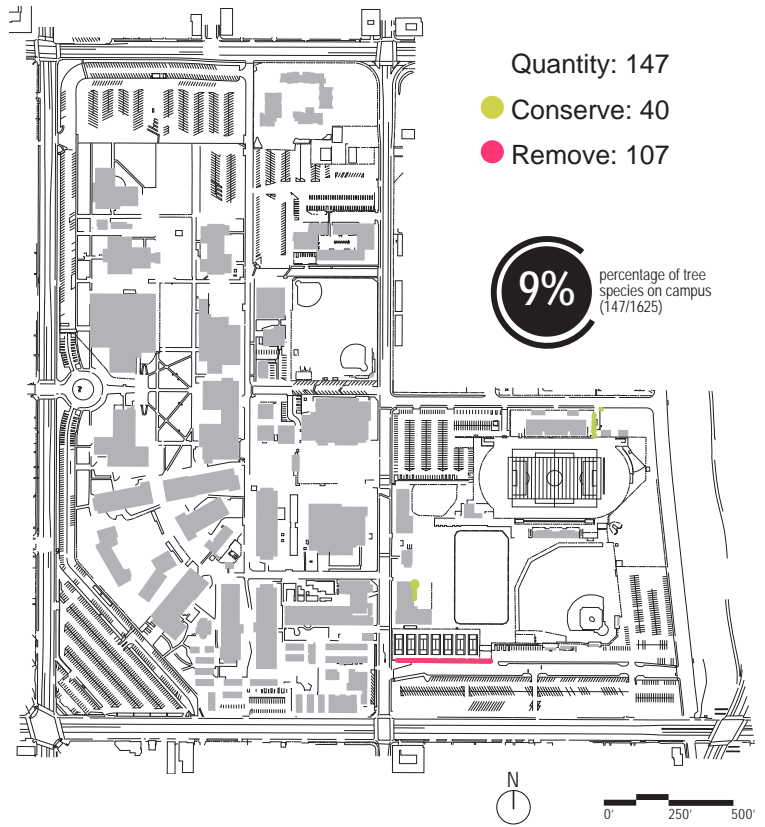 Quantity: 147
Conserve: 40
Remove: 107
9%
percentage of tree
species on campus
(147/1625)
N
0' 250' 500'